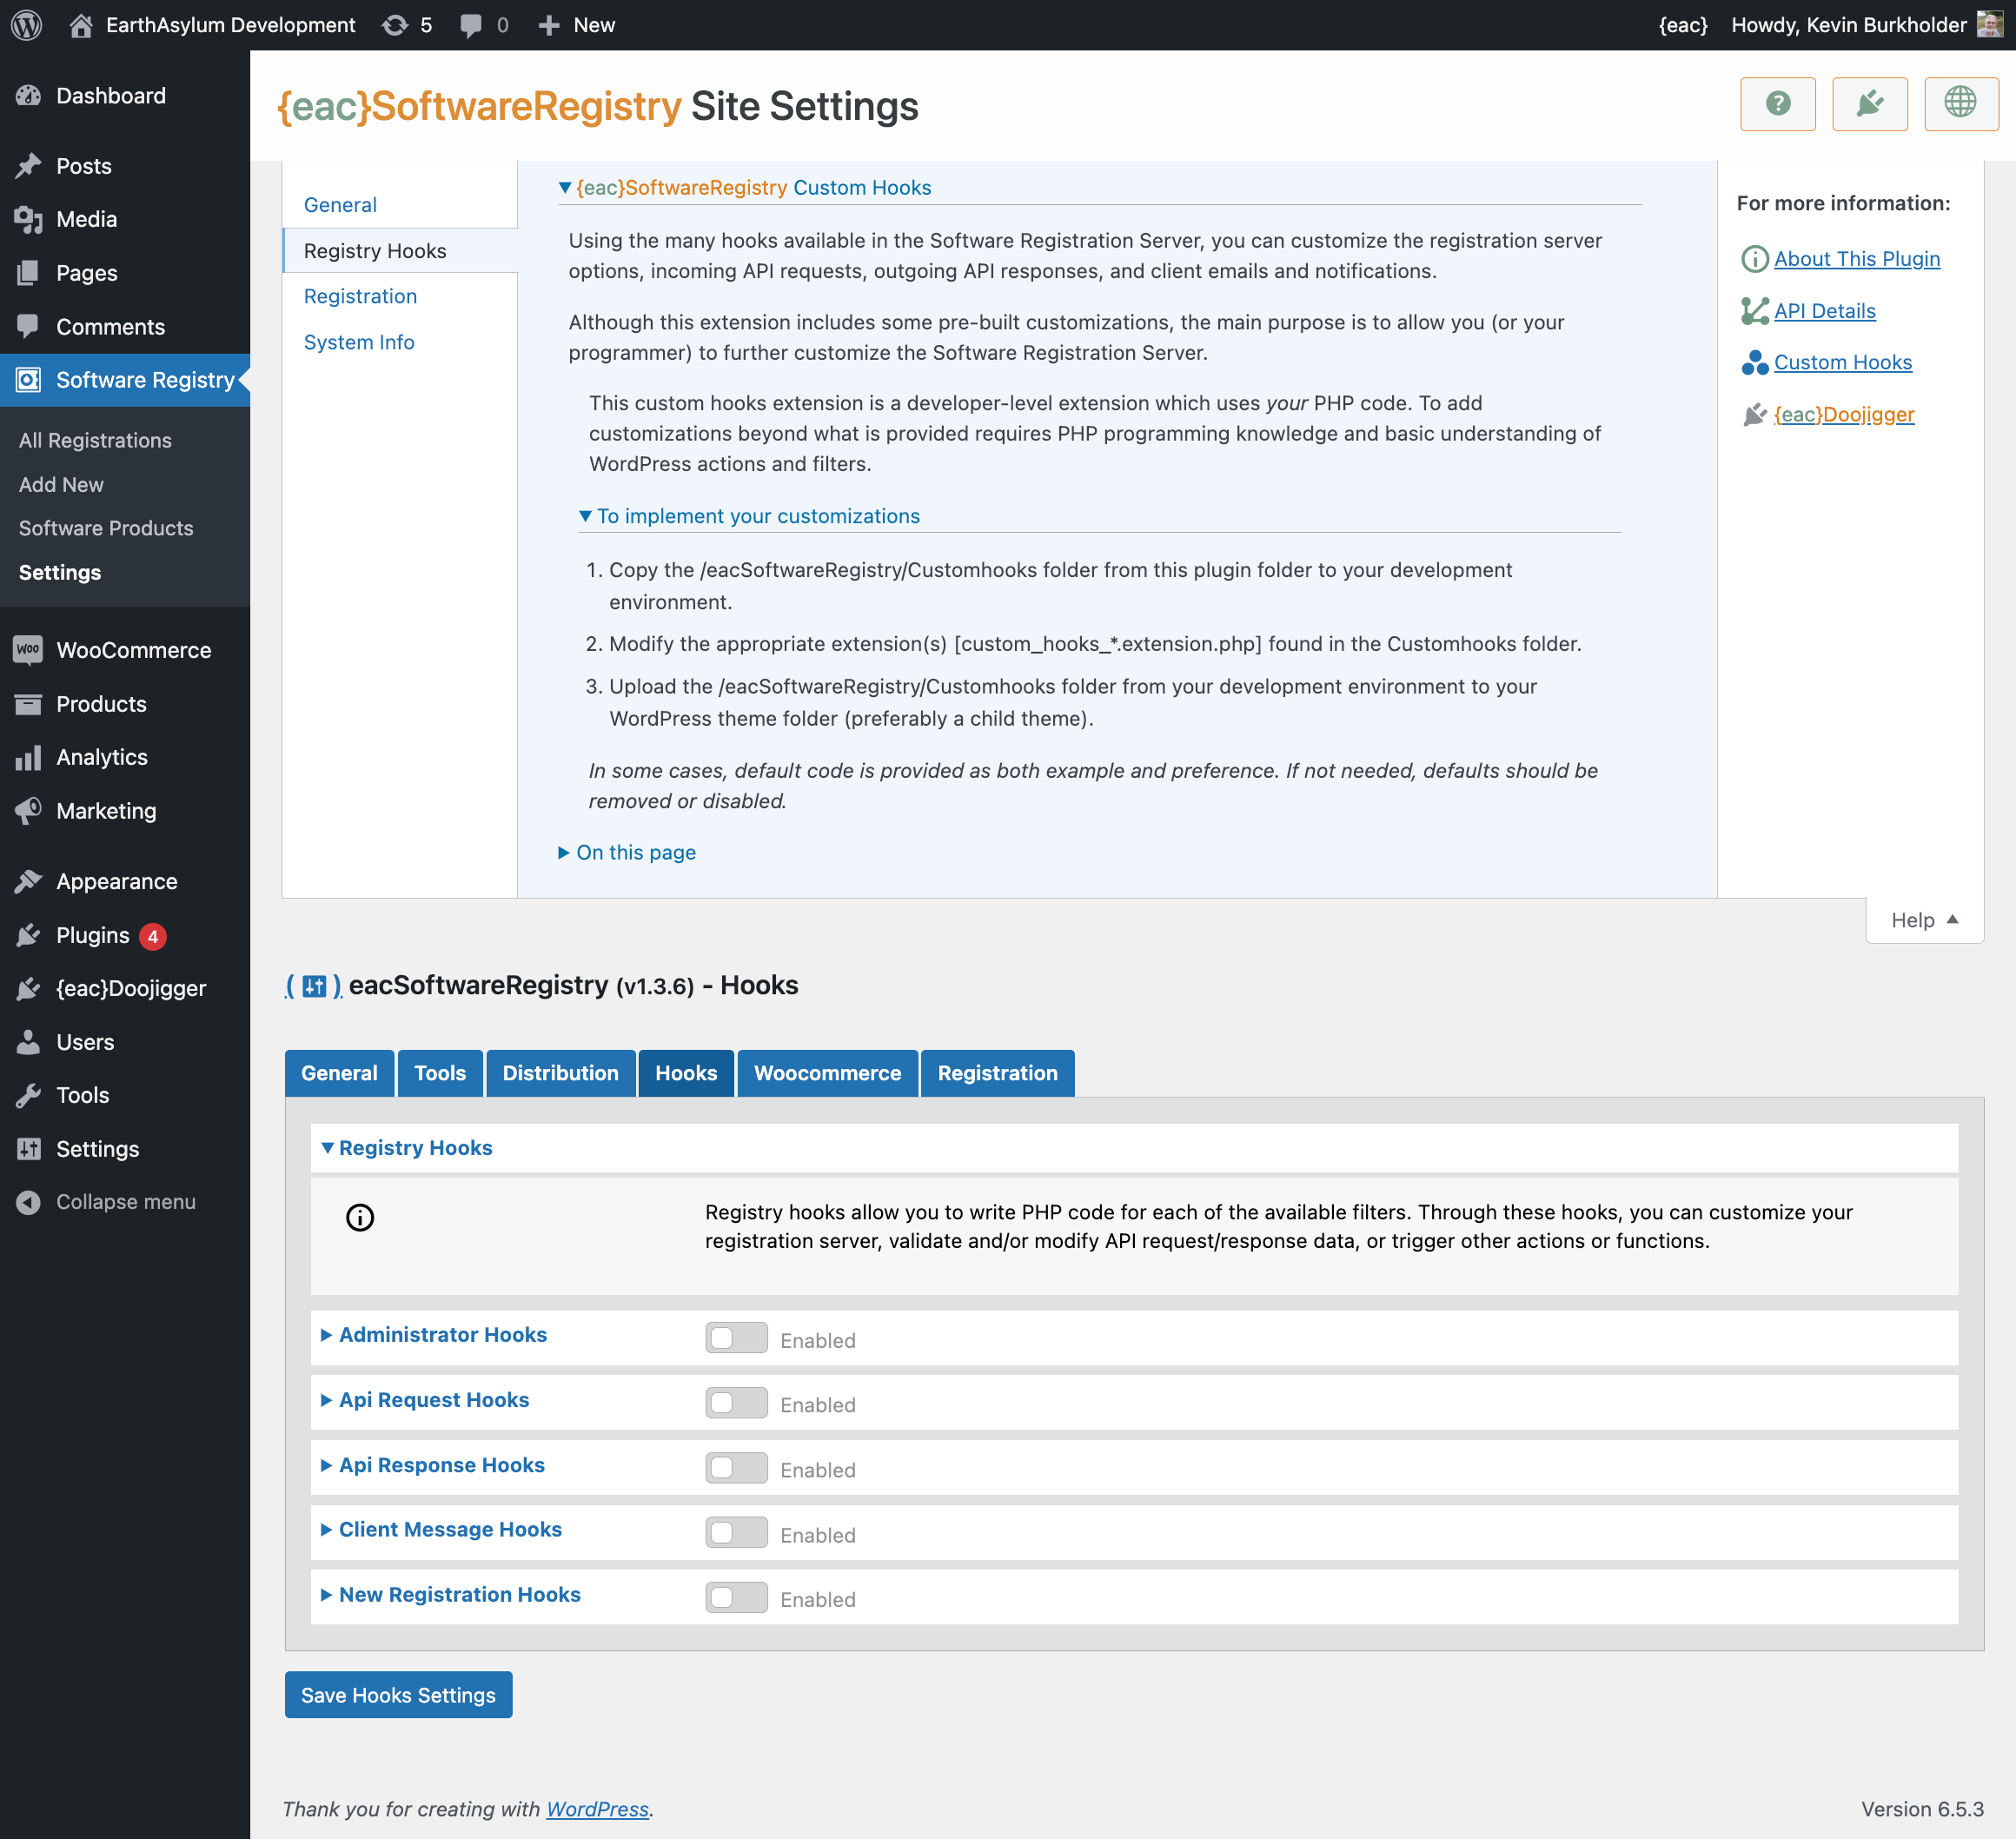 EarthAsylum Development
5
0
New
{eac}
Howdy, Kevin Burkholder
Dashboard
Posts
Media
Pages
Comments
Software Registry
All Registrations
Add New
Software Products
Settings
Woo
WooCommerce
Products
Analytics
Marketing
Appearance
Plugins 4
{eac}Doojigger
Users
Tools
Settings
Collapse menu
{eac}SoftwareRegistry Site Settings
?
General
Registry Hooks
Registration
System Info
{eac}SoftwareRegistry Custom Hooks
Using the many hooks available in the Software Registration Server, you can customize the registration server
options, incoming API requests, outgoing API responses, and client emails and notifications.
Although this extension includes some pre-built customizations, the main purpose is to allow you (or your
programmer) to further customize the Software Registration Server.
This custom hooks extension is a developer-level extension which uses your PHP code. To add
customizations beyond what is provided requires PHP programming knowledge and basic understanding of
WordPress actions and filters.
To implement your customizations
1. Copy the /eacSoftwareRegistry/Customhooks folder from this plugin folder to your development
environment.
2. Modify the appropriate extension(s) [custom_hooks_*.extension.php] found in the Customhooks folder.
3. Upload the /eacSoftwareRegistry/Customhooks folder from your development environment to your
WordPress theme folder (preferably a child theme).
In some cases, default code is provided as both example and preference. If not needed, defaults should be
removed or disabled.
On this page
For more information:
About This Plugin
API Details
Custom Hooks
{eac}Doojigger
Help
( ) eacSoftwareRegistry (v1.3.6) - Hooks
General
Tools
Distribution
Hooks
Woocommerce
Registration
Registry Hooks
Registry hooks allow you to write PHP code for each of the available filters. Through these hooks, you can customize your
registration server, validate and/or modify API request/response data, or trigger other actions or functions.
Administrator Hooks
Enabled
Api Request Hooks
Enabled
Api Response Hooks
Enabled
Client Message Hooks
Enabled
New Registration Hooks
Enabled
Save Hooks Settings
Thank you for creating with WordPress.
Version 6.5.3